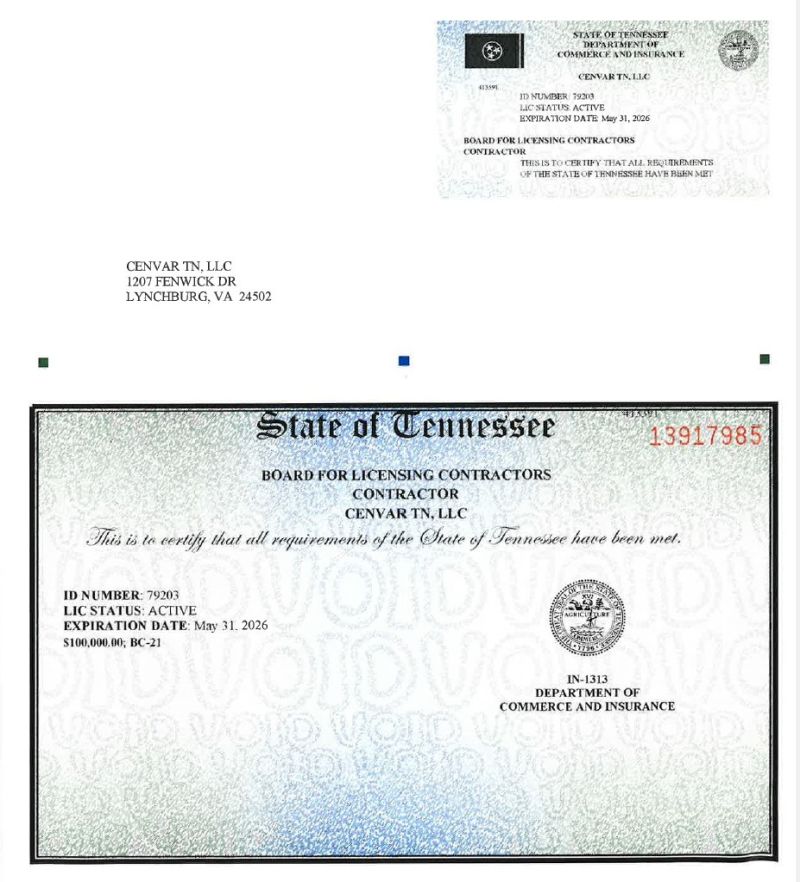 STATE OF TENNESSEE
DEPARTMENT OF
COMMERCE AND INSURANCE
CENVAR TN, LLC
413591
ID NUMBER: 79203
LIC STATUS: ACTIVE
EXPIRATION DATE: May 31, 2026
BOARD FOR LICENSING CONTRACTORS
CONTRACTOR
THIS IS TO CERTIFY THAT ALL REQUIREMENTS
OF THE STATE OF TENNESSEE HAVE BEEN MET
CENVAR TN, LLC
1207 FENWICK DR
LYNCHBURG, VA 24502
413591
State of Tennessee
13917985
BOARD FOR LICENSING CONTRACTORS
CONTRACTOR
CENVAR TN, LLC
This is to certify that all requirements of the State of Tennessee have been met.
ID NUMBER: 79203
LIC STATUS: ACTIVE
EXPIRATION DATE: May 31, 2026
$100,000.00; BC-21
THE GREAT SEAL OF THE STATE OF TENNESSEE
XVI
AGRICULTURE
COMMERCE
1796
IN-1313
DEPARTMENT OF
COMMERCE AND INSURANCE
VOID